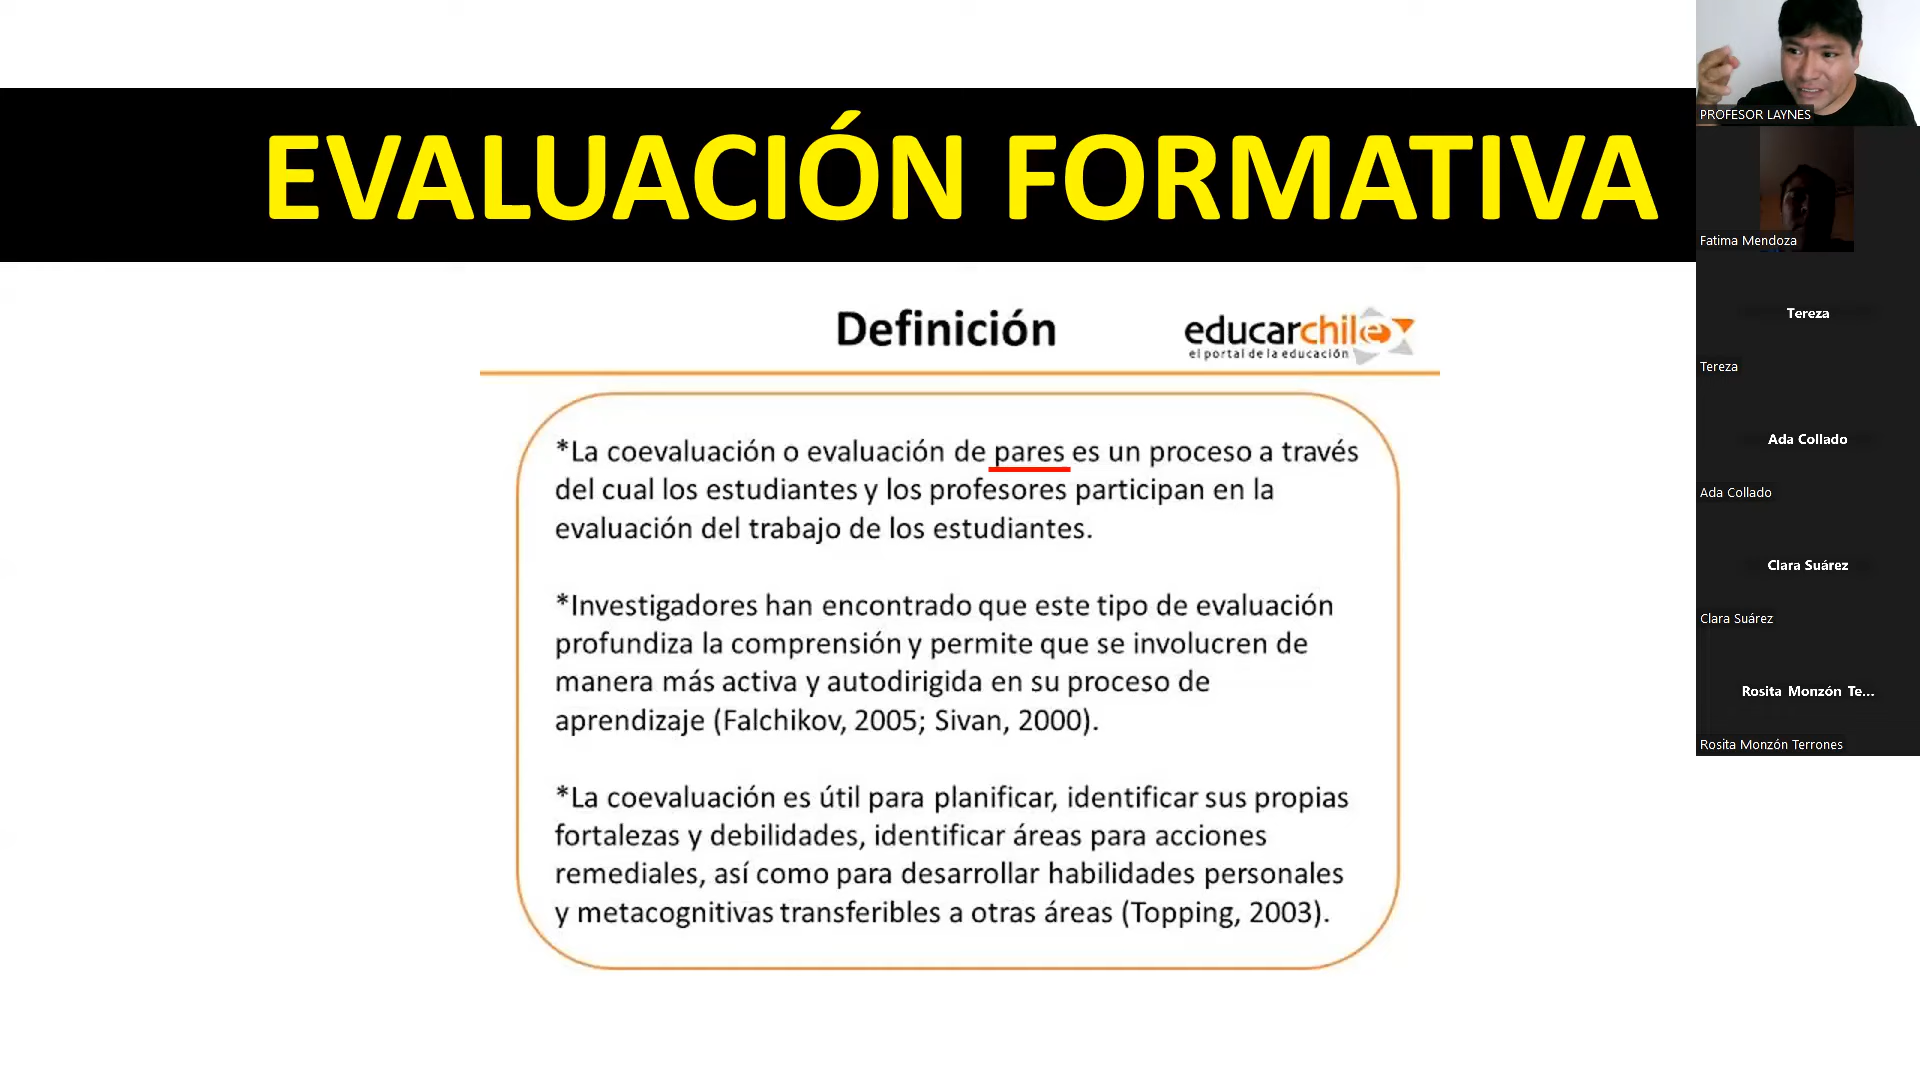 EVALUACIÓN FORMATIVA
Definición
educarchile
el portal de la educación
*La coevaluación o evaluación de pares es un proceso a través
del cual los estudiantes y los profesores participan en la
evaluación del trabajo de los estudiantes.
*Investigadores han encontrado que este tipo de evaluación
profundiza la comprensión y permite que se involucren de
manera más activa y autodirigida en su proceso de
aprendizaje (Falchikov, 2005; Sivan, 2000).
*La coevaluación es útil para planificar, identificar sus propias
fortalezas y debilidades, identificar áreas para acciones
remediales, así como para desarrollar habilidades personales
y metacognitivas transferibles a otras áreas (Topping, 2003).
PROFESOR LAYNES
Fatima Mendoza
Tereza
Tereza
Ada Collado
Ada Collado
Clara Suárez
Clara Suárez
Rosita Monzón Te...
Rosita Monzón Terrones